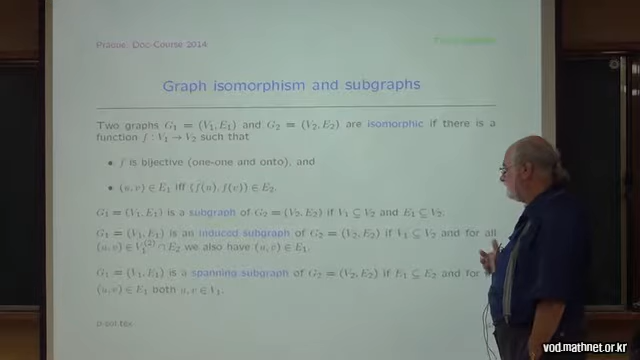 Prague, Doc-Course 2014
Graph isomorphism and subgraphs
Two graphs G₁ = (V₁, E₁) and G₂ = (V₂, E₂) are isomorphic if there is a
function f : V₁ → V₂ such that
• f is bijective (one-one and onto), and
• (u, v) ∈ E₁ iff (f(u), f(v)) ∈ E₂.
G₁ = (V₁, E₁) is a subgraph of G₂ = (V₂, E₂) if V₁ ⊆ V₂ and E₁ ⊆ E₂.
G₁ = (V₁, E₁) is an induced subgraph of G₂ = (V₂, E₂) if V₁ ⊆ V₂ and for all
(u, v) ∈ V₁⁽²⁾ ∩ E₂ we also have (u, v) ∈ E₁.
G₁ = (V₁, E₁) is a spanning subgraph of G₂ = (V₂, E₂) if E₁ ⊆ E₂ and for
(u, v) ∈ E₁ both u, v ∈ V₁.
vod.mathnet.or.kr